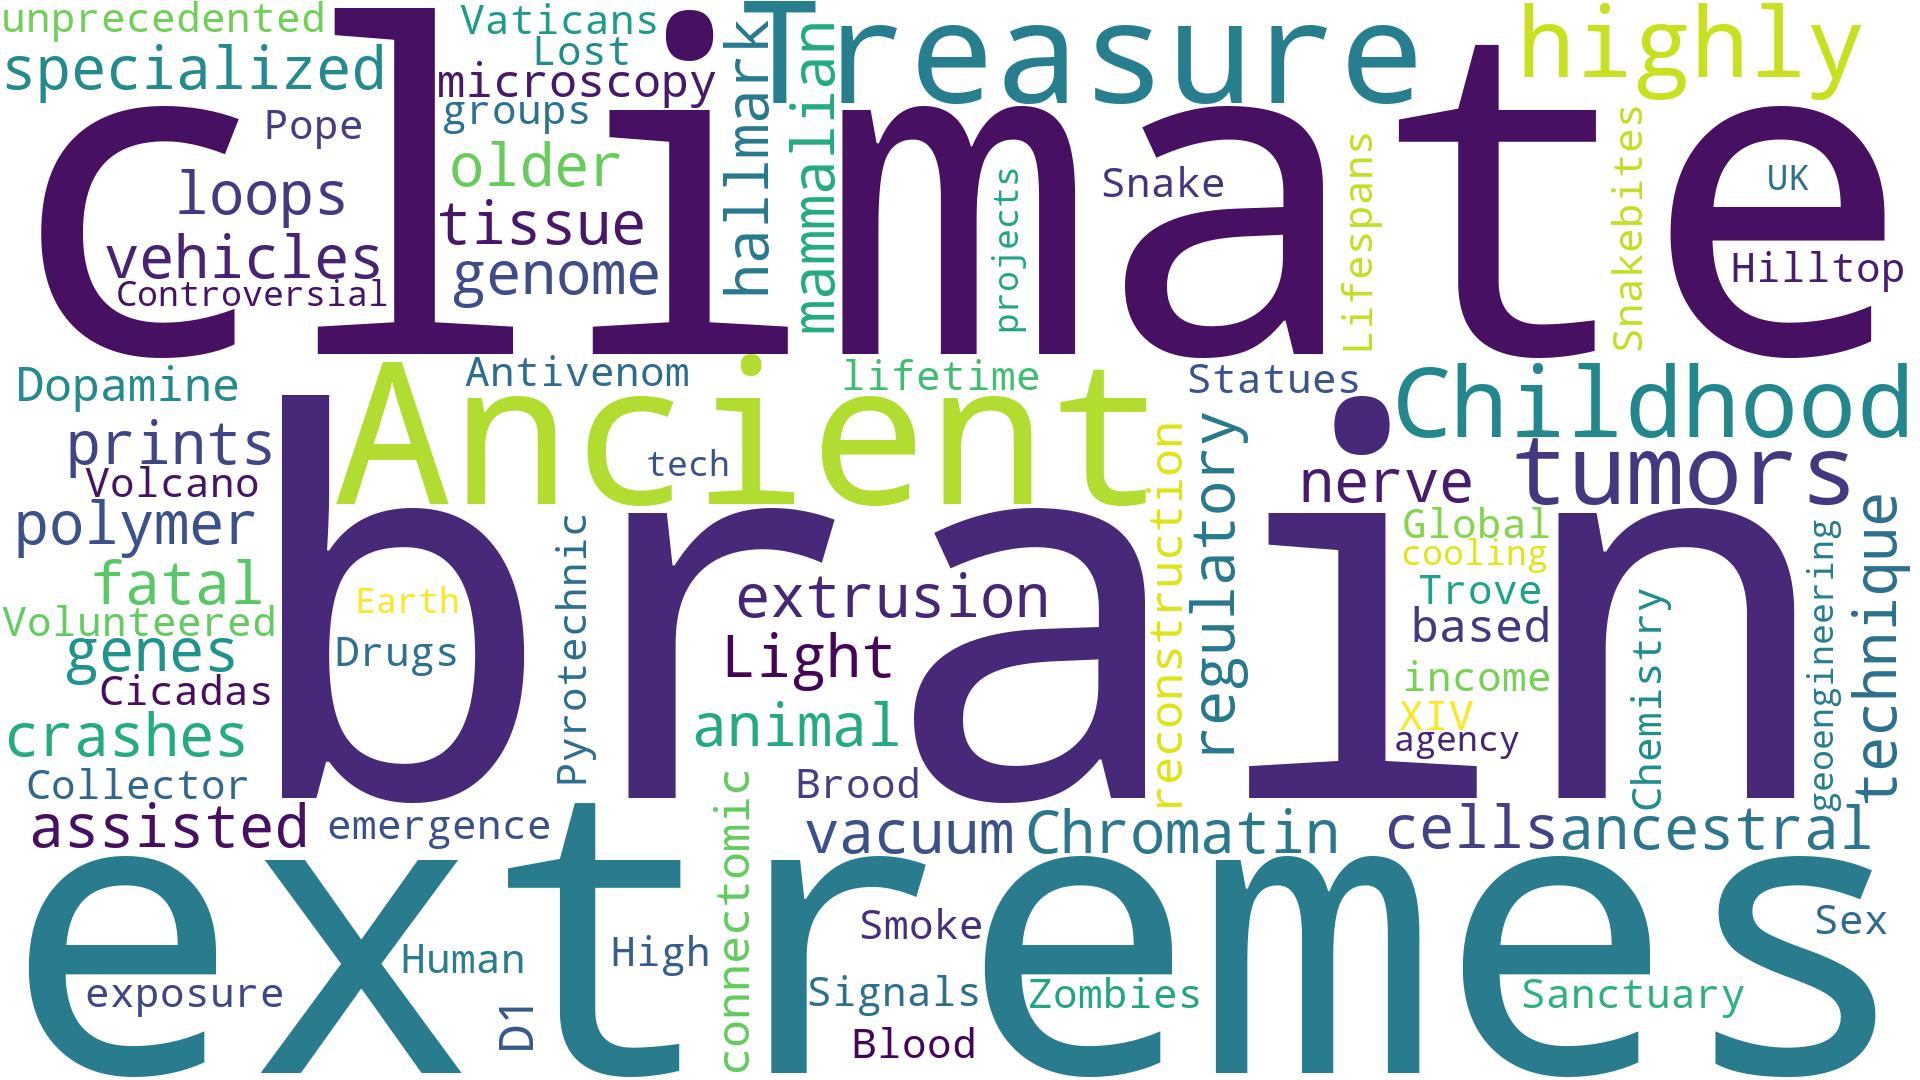 unprecedented
Vaticans
Treasure
highly
specialized
Lost
microscopy
hallmark
mammalian
climate
groups
Pope
older
loops
tissue
projects
Snake
Lifespans
Snakebites
UK
vehicles
genome
Hilltop
Controversial
Dopamine
Antivenom
lifetime
Statues
Childhood
Ancient
prints
tech
nerve
tumors
Volcano
polymer
brain
reconstruction
regulatory
Global
cooling
technique
geoengineering
fatal
Earth
Pyrotechnic
extrusion
Trove
Chemistry
Volunteered
based
genes
Drugs
Light
income
Cicadas
crashes
animal
XIV
agency
Collector
Brood
assisted
emergence
connectomic
vacuum
Chromatin
cells
ancestral
extremes
Smoke
Sex
Human
High
exposure
Signals
Zombies
Sanctuary
D1
Blood